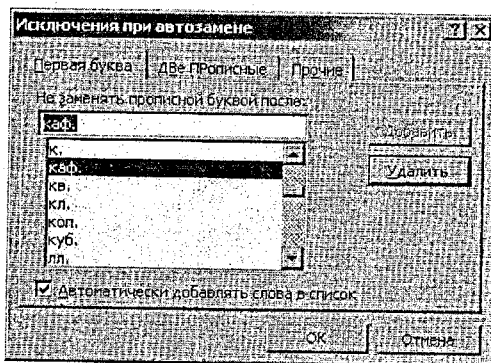 Исключения при автозамене
Первая буква
ДВе ПРописные
Прочие
Не заменять прописной буквой после:
каф.
Добавить
к.
каф.
Удалить
кв.
кл.
коп.
куб.
лл.
Автоматически добавлять слова в список
ОК
Отмена